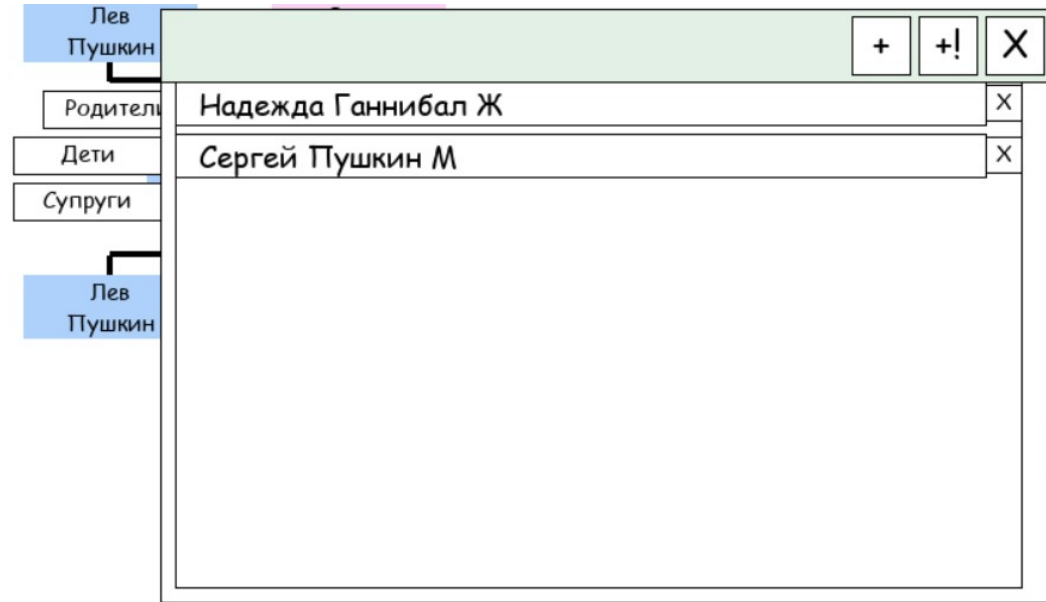 Лев
Пушкин
+ +! X
Родители
Надежда Ганнибал Ж X
Дети
Сергей Пушкин М X
Супруги
Лев
Пушкин